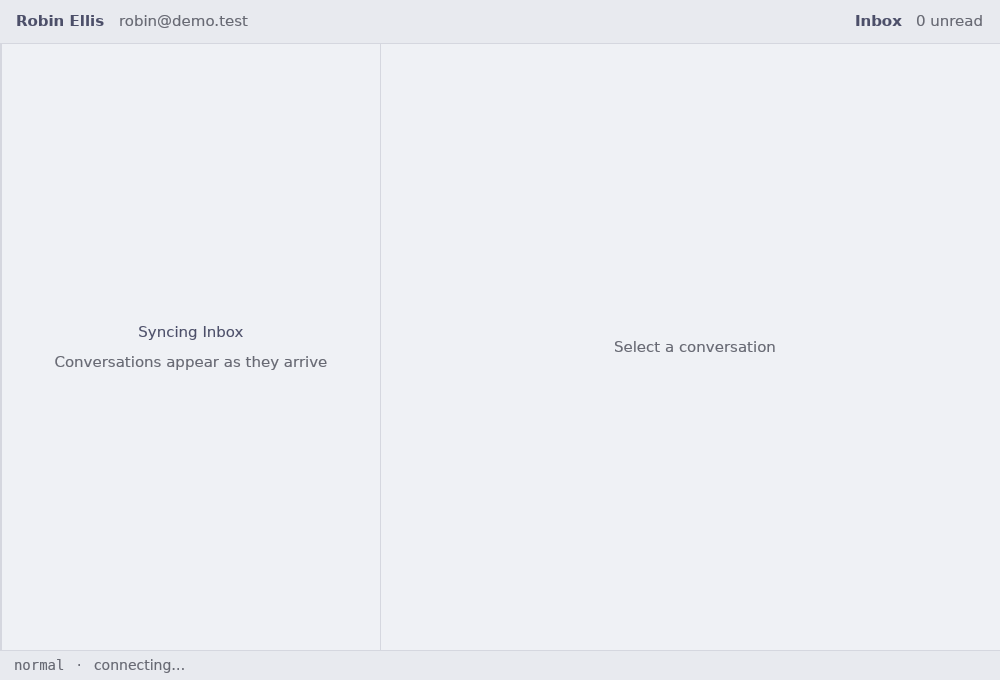 Robin Ellis robin@demo.test Inbox 0 unread
Syncing Inbox
Conversations appear as they arrive
Select a conversation
normal · connecting…